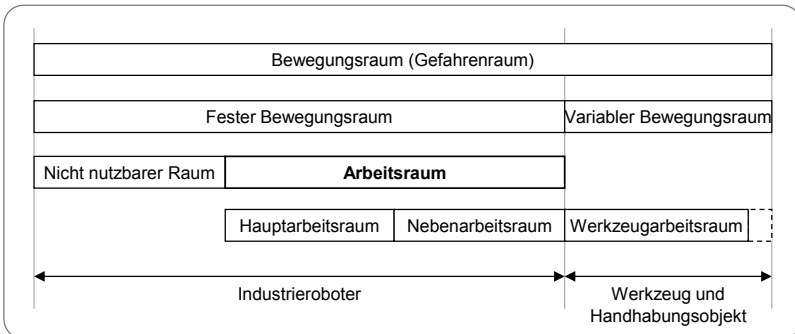 Bewegungsraum (Gefahrenraum)
Fester Bewegungsraum
Variabler Bewegungsraum
Nicht nutzbarer Raum
Arbeitsraum
Hauptarbeitsraum
Nebenarbeitsraum
Werkzeugarbeitsraum
Industrieroboter
Werkzeug und
Handhabungsobjekt